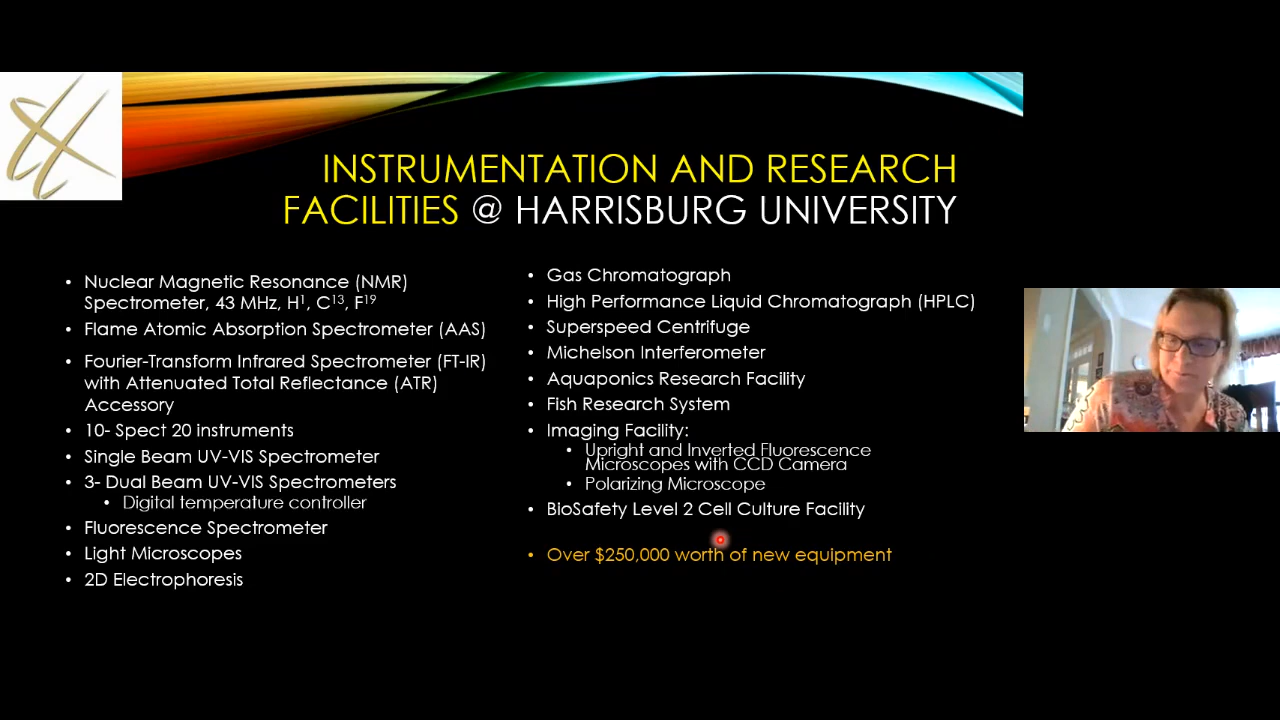 INSTRUMENTATION AND RESEARCH
FACILITIES @ HARRISBURG UNIVERSITY
• Nuclear Magnetic Resonance (NMR)
Spectrometer, 43 MHz, H¹, C¹³, F¹⁹
• Flame Atomic Absorption Spectrometer (AAS)
• Fourier-Transform Infrared Spectrometer (FT-IR)
with Attenuated Total Reflectance (ATR)
Accessory
• 10- Spect 20 instruments
• Single Beam UV-VIS Spectrometer
• 3- Dual Beam UV-VIS Spectrometers
• Digital temperature controller
• Fluorescence Spectrometer
• Light Microscopes
• 2D Electrophoresis
• Gas Chromatograph
• High Performance Liquid Chromatograph (HPLC)
• Superspeed Centrifuge
• Michelson Interferometer
• Aquaponics Research Facility
• Fish Research System
• Imaging Facility:
• Upright and Inverted Fluorescence
Microscopes with CCD Camera
• Polarizing Microscope
• BioSafety Level 2 Cell Culture Facility
• Over $250,000 worth of new equipment